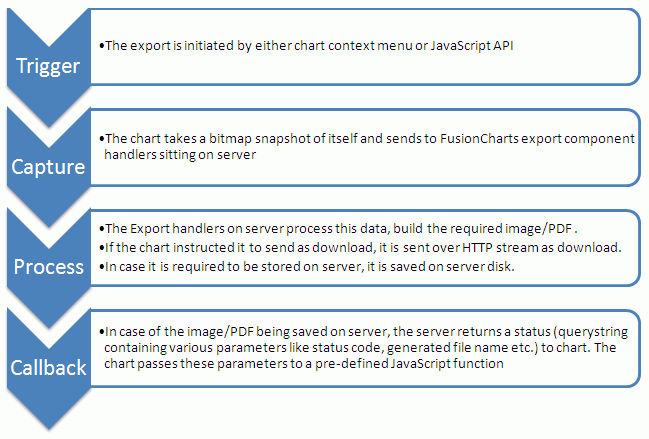 Trigger
•The export is initiated by either chart context menu or JavaScript API
Capture
•The chart takes a bitmap snapshot of itself and sends to FusionCharts export component
handlers sitting on server
Process
•The Export handlers on server process this data, build the required image/PDF .
•If the chart instructed it to send as download, it is sent over HTTP stream as download.
•In case it is required to be stored on server, it is saved on server disk.
Callback
•In case of the image/PDF being saved on server, the server returns a status (querystring
containing various parameters like status code, generated file name etc.) to chart. The
chart passes these parameters to a pre-defined JavaScript function